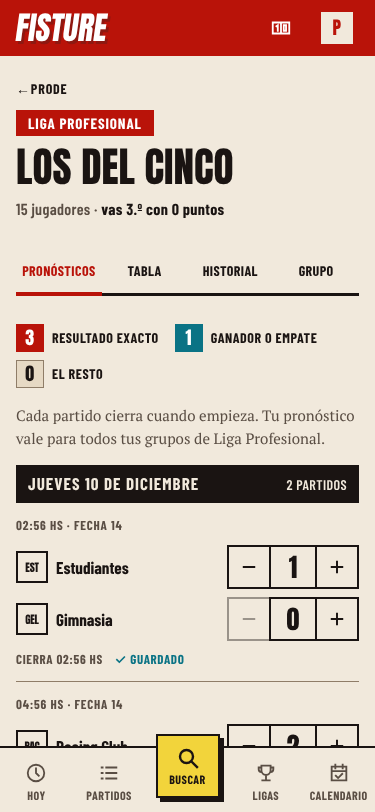 FISTURE
P
←PRODE
LIGA PROFESIONAL
LOS DEL CINCO
15 jugadores · vas 3.º con 0 puntos
PRONÓSTICOS TABLA HISTORIAL GRUPO
3 RESULTADO EXACTO 1 GANADOR O EMPATE
0 EL RESTO
Cada partido cierra cuando empieza. Tu pronóstico
vale para todos tus grupos de Liga Profesional.
JUEVES 10 DE DICIEMBRE 2 PARTIDOS
02:56 HS · FECHA 14
EST Estudiantes − 1 +
GEL Gimnasia − 0 +
CIERRA 02:56 HS ✓ GUARDADO
04:56 HS · FECHA 14
RAC Racing Club 2 +
HOY PARTIDOS BUSCAR LIGAS CALENDARIO